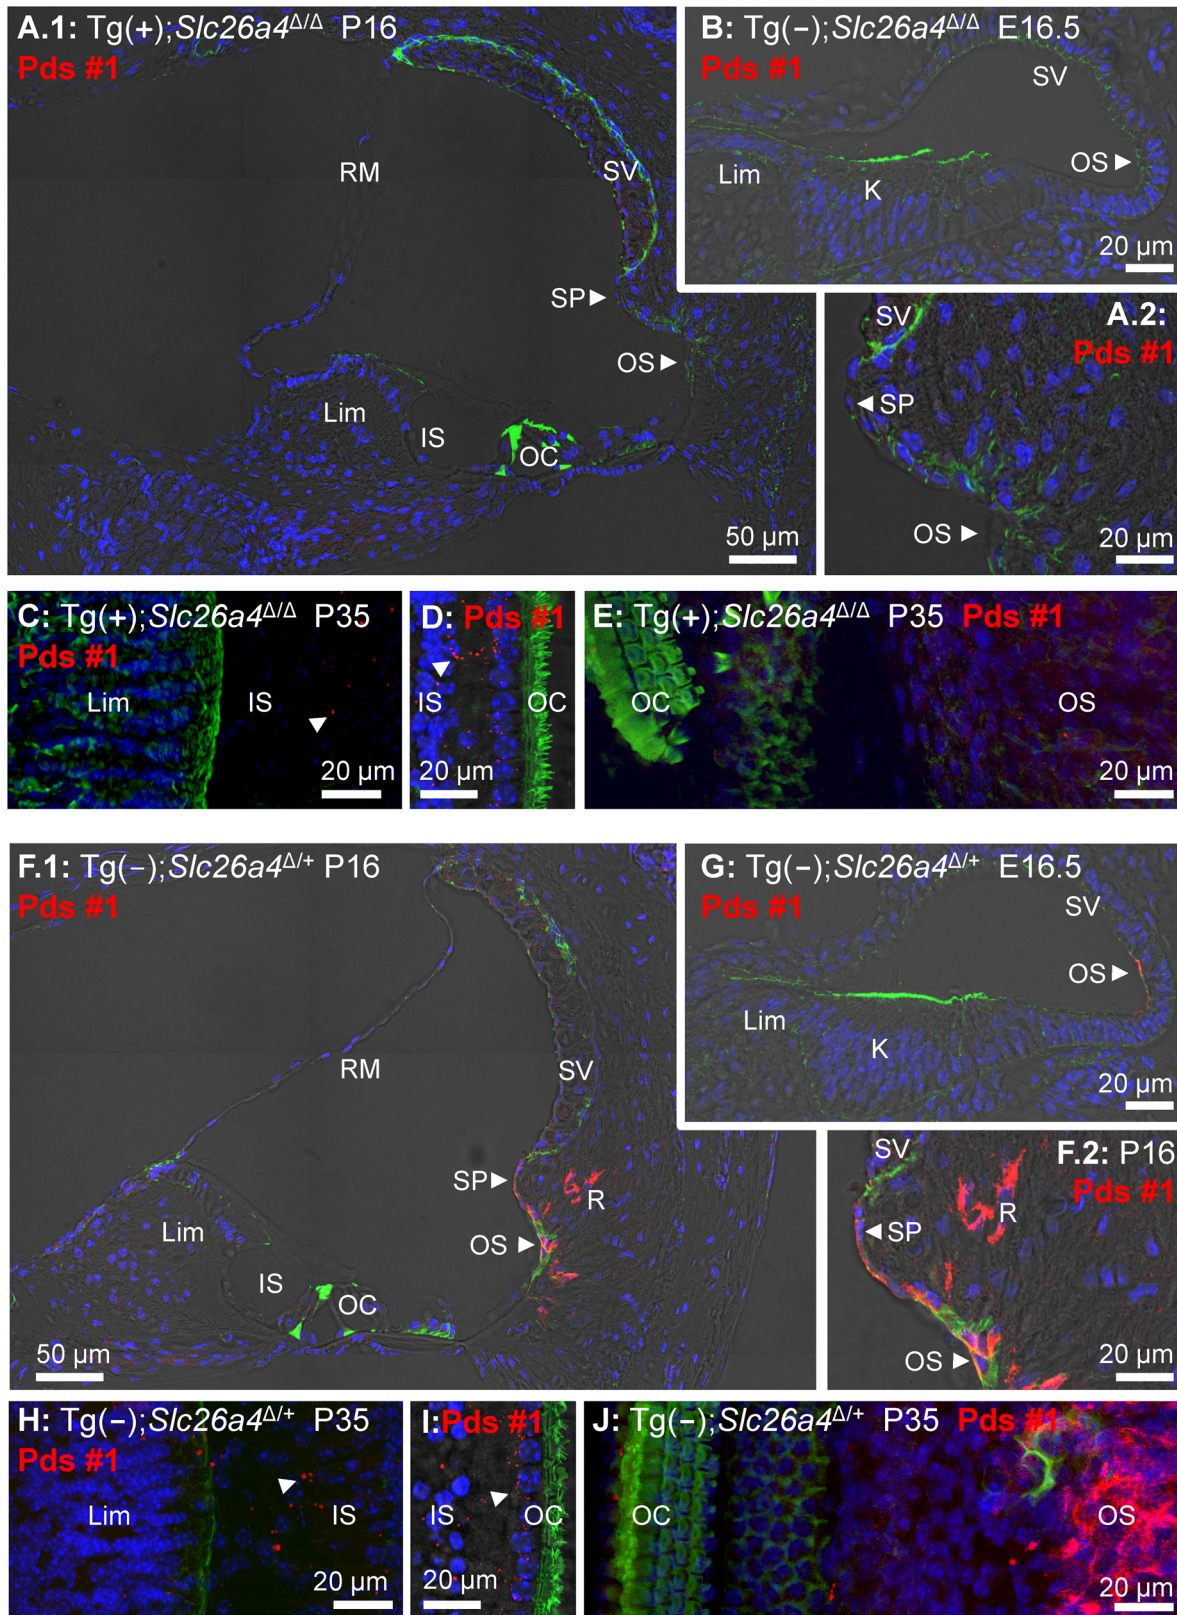 A.1: Tg(+);Slc26a4Δ/Δ P16
Pds #1
RM
SV
SP
OS
Lim
IS
OC
50 µm
B: Tg(−);Slc26a4Δ/Δ E16.5
Pds #1
SV
OS
Lim
K
20 µm
A.2:
Pds #1
SV
SP
OS
20 µm
C: Tg(+);Slc26a4Δ/Δ P35
Pds #1
Lim
IS
20 µm
D: Pds #1
IS
OC
20 µm
E: Tg(+);Slc26a4Δ/Δ P35 Pds #1
OC
OS
20 µm
F.1: Tg(−);Slc26a4Δ/+ P16
Pds #1
RM
SV
SP
R
OS
Lim
IS
OC
50 µm
G: Tg(−);Slc26a4Δ/+ E16.5
Pds #1
SV
OS
Lim
K
20 µm
F.2: P16
Pds #1
SV
R
SP
OS
20 µm
H: Tg(−);Slc26a4Δ/+ P35
Pds #1
Lim
IS
20 µm
I: Pds #1
IS
OC
20 µm
J: Tg(−);Slc26a4Δ/+ P35 Pds #1
OC
OS
20 µm